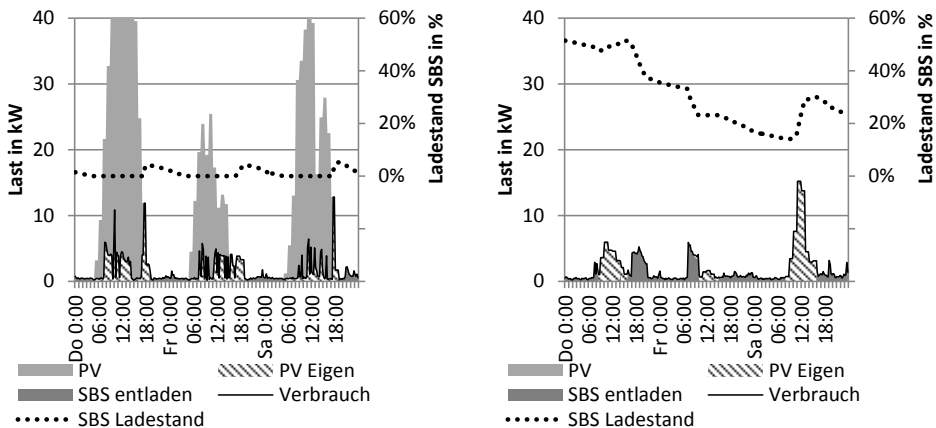 40
30
20
10
0
Last in kW
60%
40%
20%
0%
Ladestand SBS in %
Do 0:00
06:00
12:00
18:00
Fr 0:00
06:00
12:00
18:00
Sa 0:00
06:00
12:00
18:00
PV
PV Eigen
SBS entladen
Verbrauch
SBS Ladestand
40
30
20
10
0
Last in kW
60%
40%
20%
0%
Ladestand SBS in %
Do 0:00
06:00
12:00
18:00
Fr 0:00
06:00
12:00
18:00
Sa 0:00
06:00
12:00
18:00
PV
PV Eigen
SBS entladen
Verbrauch
SBS Ladestand